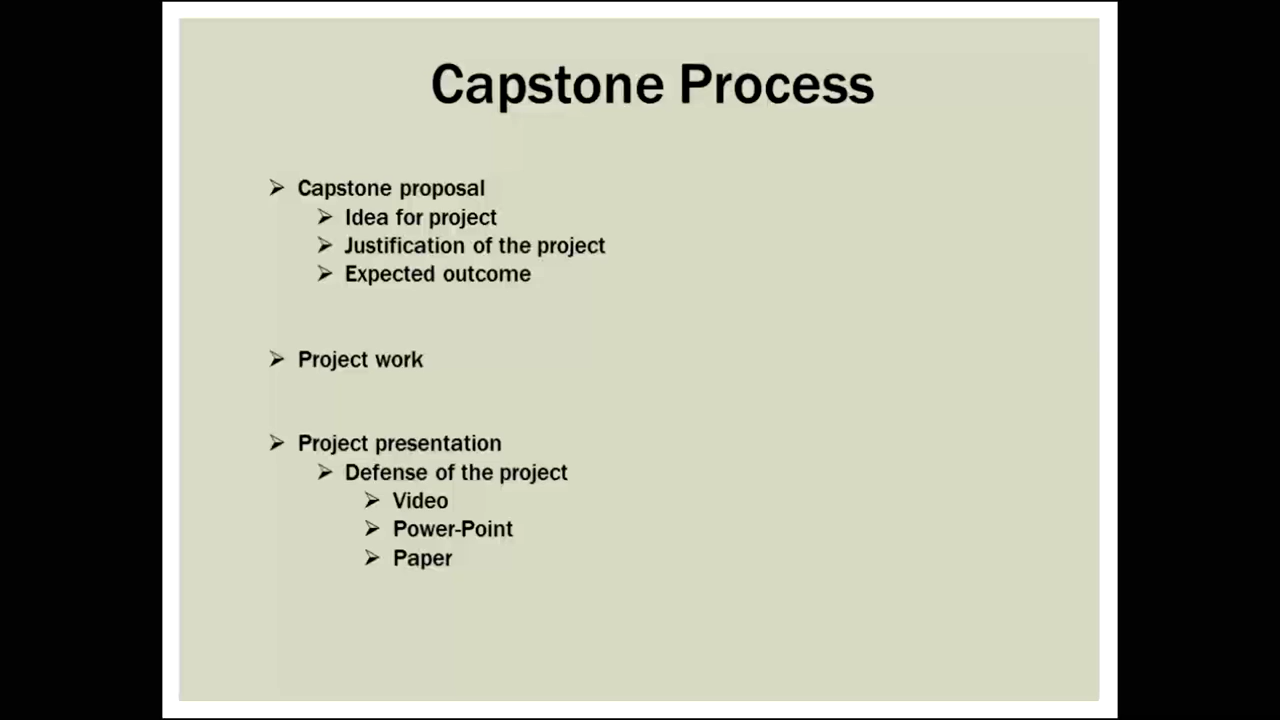 Capstone Process
➢ Capstone proposal
➢ Idea for project
➢ Justification of the project
➢ Expected outcome
➢ Project work
➢ Project presentation
➢ Defense of the project
➢ Video
➢ Power-Point
➢ Paper